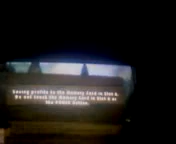 Saving profile to the Memory Card in Slot A.
Do not touch the Memory Card in Slot A or
the POWER Button.